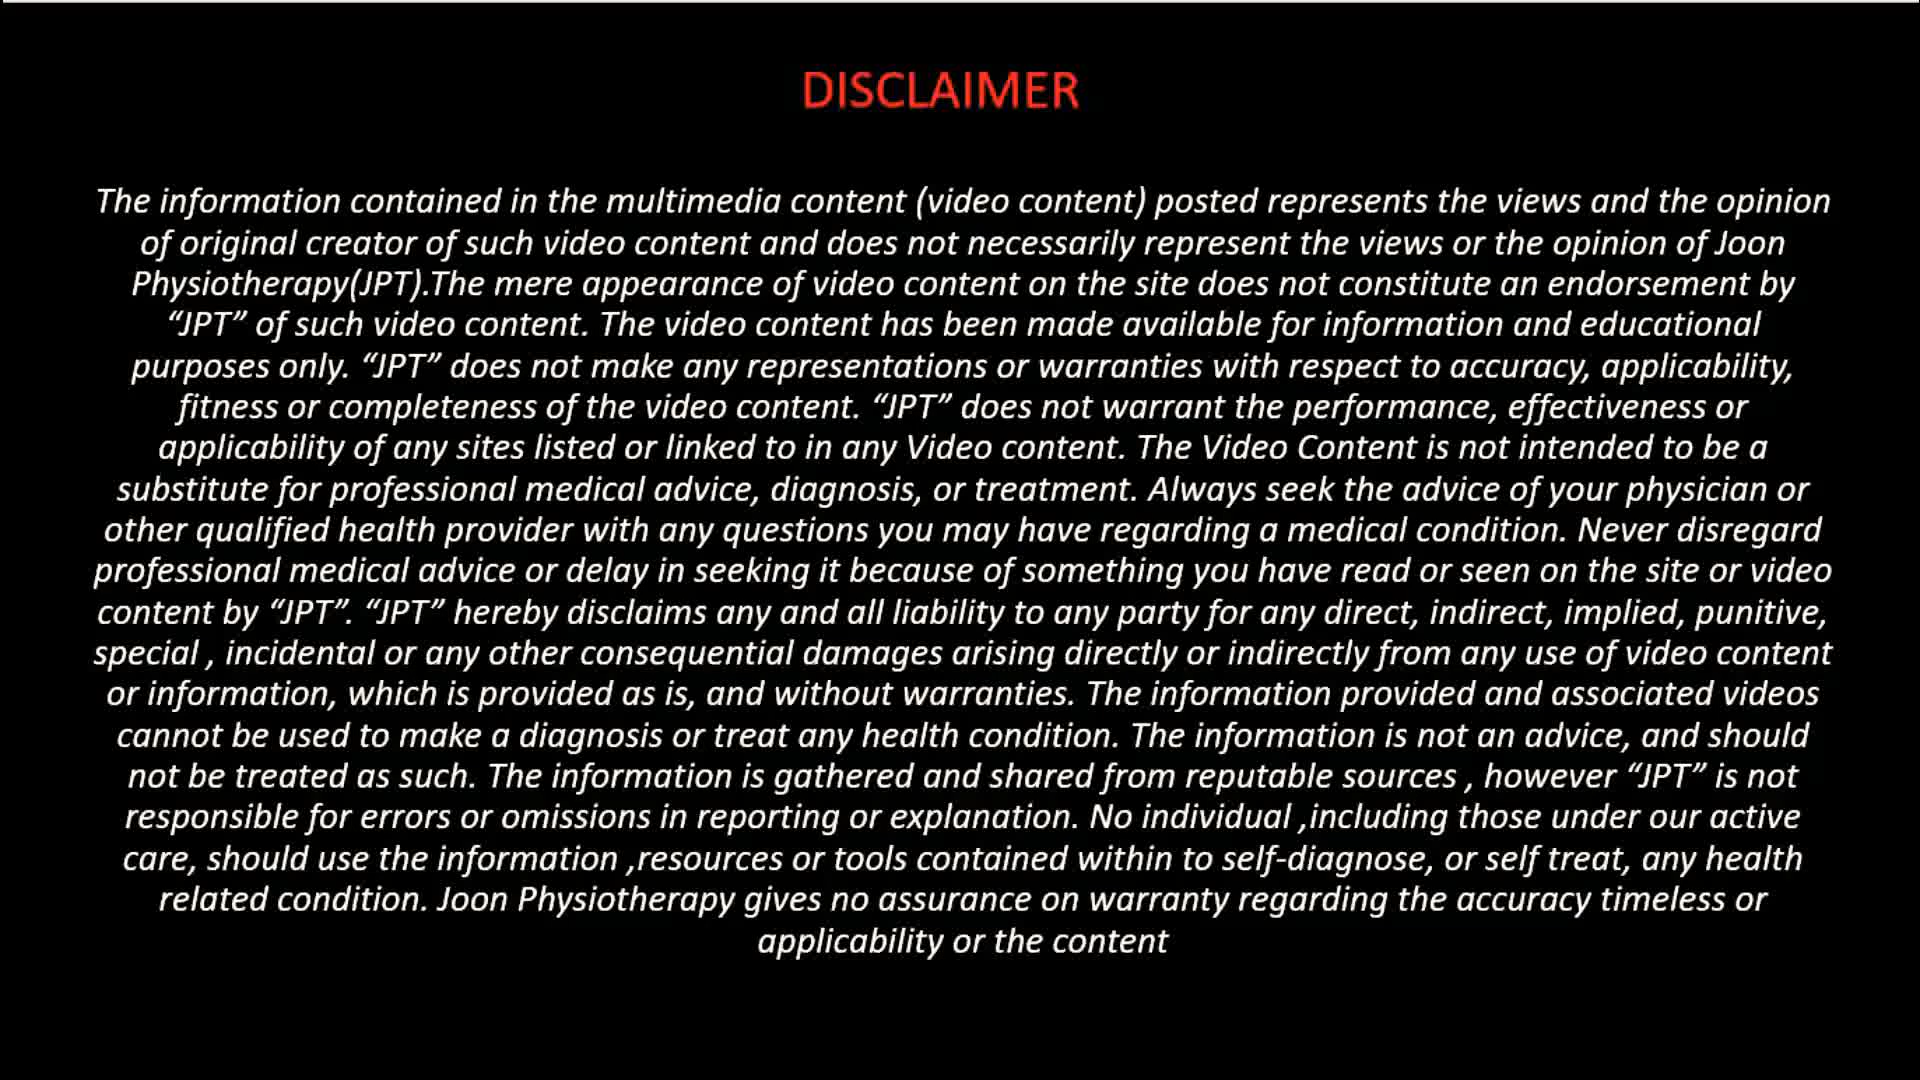 DISCLAIMER
The information contained in the multimedia content (video content) posted represents the views and the opinion
of original creator of such video content and does not necessarily represent the views or the opinion of Joon
Physiotherapy(JPT).The mere appearance of video content on the site does not constitute an endorsement by
“JPT” of such video content. The video content has been made available for information and educational
purposes only. “JPT” does not make any representations or warranties with respect to accuracy, applicability,
fitness or completeness of the video content. “JPT” does not warrant the performance, effectiveness or
applicability of any sites listed or linked to in any Video content. The Video Content is not intended to be a
substitute for professional medical advice, diagnosis, or treatment. Always seek the advice of your physician or
other qualified health provider with any questions you may have regarding a medical condition. Never disregard
professional medical advice or delay in seeking it because of something you have read or seen on the site or video
content by “JPT”. “JPT” hereby disclaims any and all liability to any party for any direct, indirect, implied, punitive,
special , incidental or any other consequential damages arising directly or indirectly from any use of video content
or information, which is provided as is, and without warranties. The information provided and associated videos
cannot be used to make a diagnosis or treat any health condition. The information is not an advice, and should
not be treated as such. The information is gathered and shared from reputable sources , however “JPT” is not
responsible for errors or omissions in reporting or explanation. No individual ,including those under our active
care, should use the information ,resources or tools contained within to self-diagnose, or self treat, any health
related condition. Joon Physiotherapy gives no assurance on warranty regarding the accuracy timeless or
applicability or the content